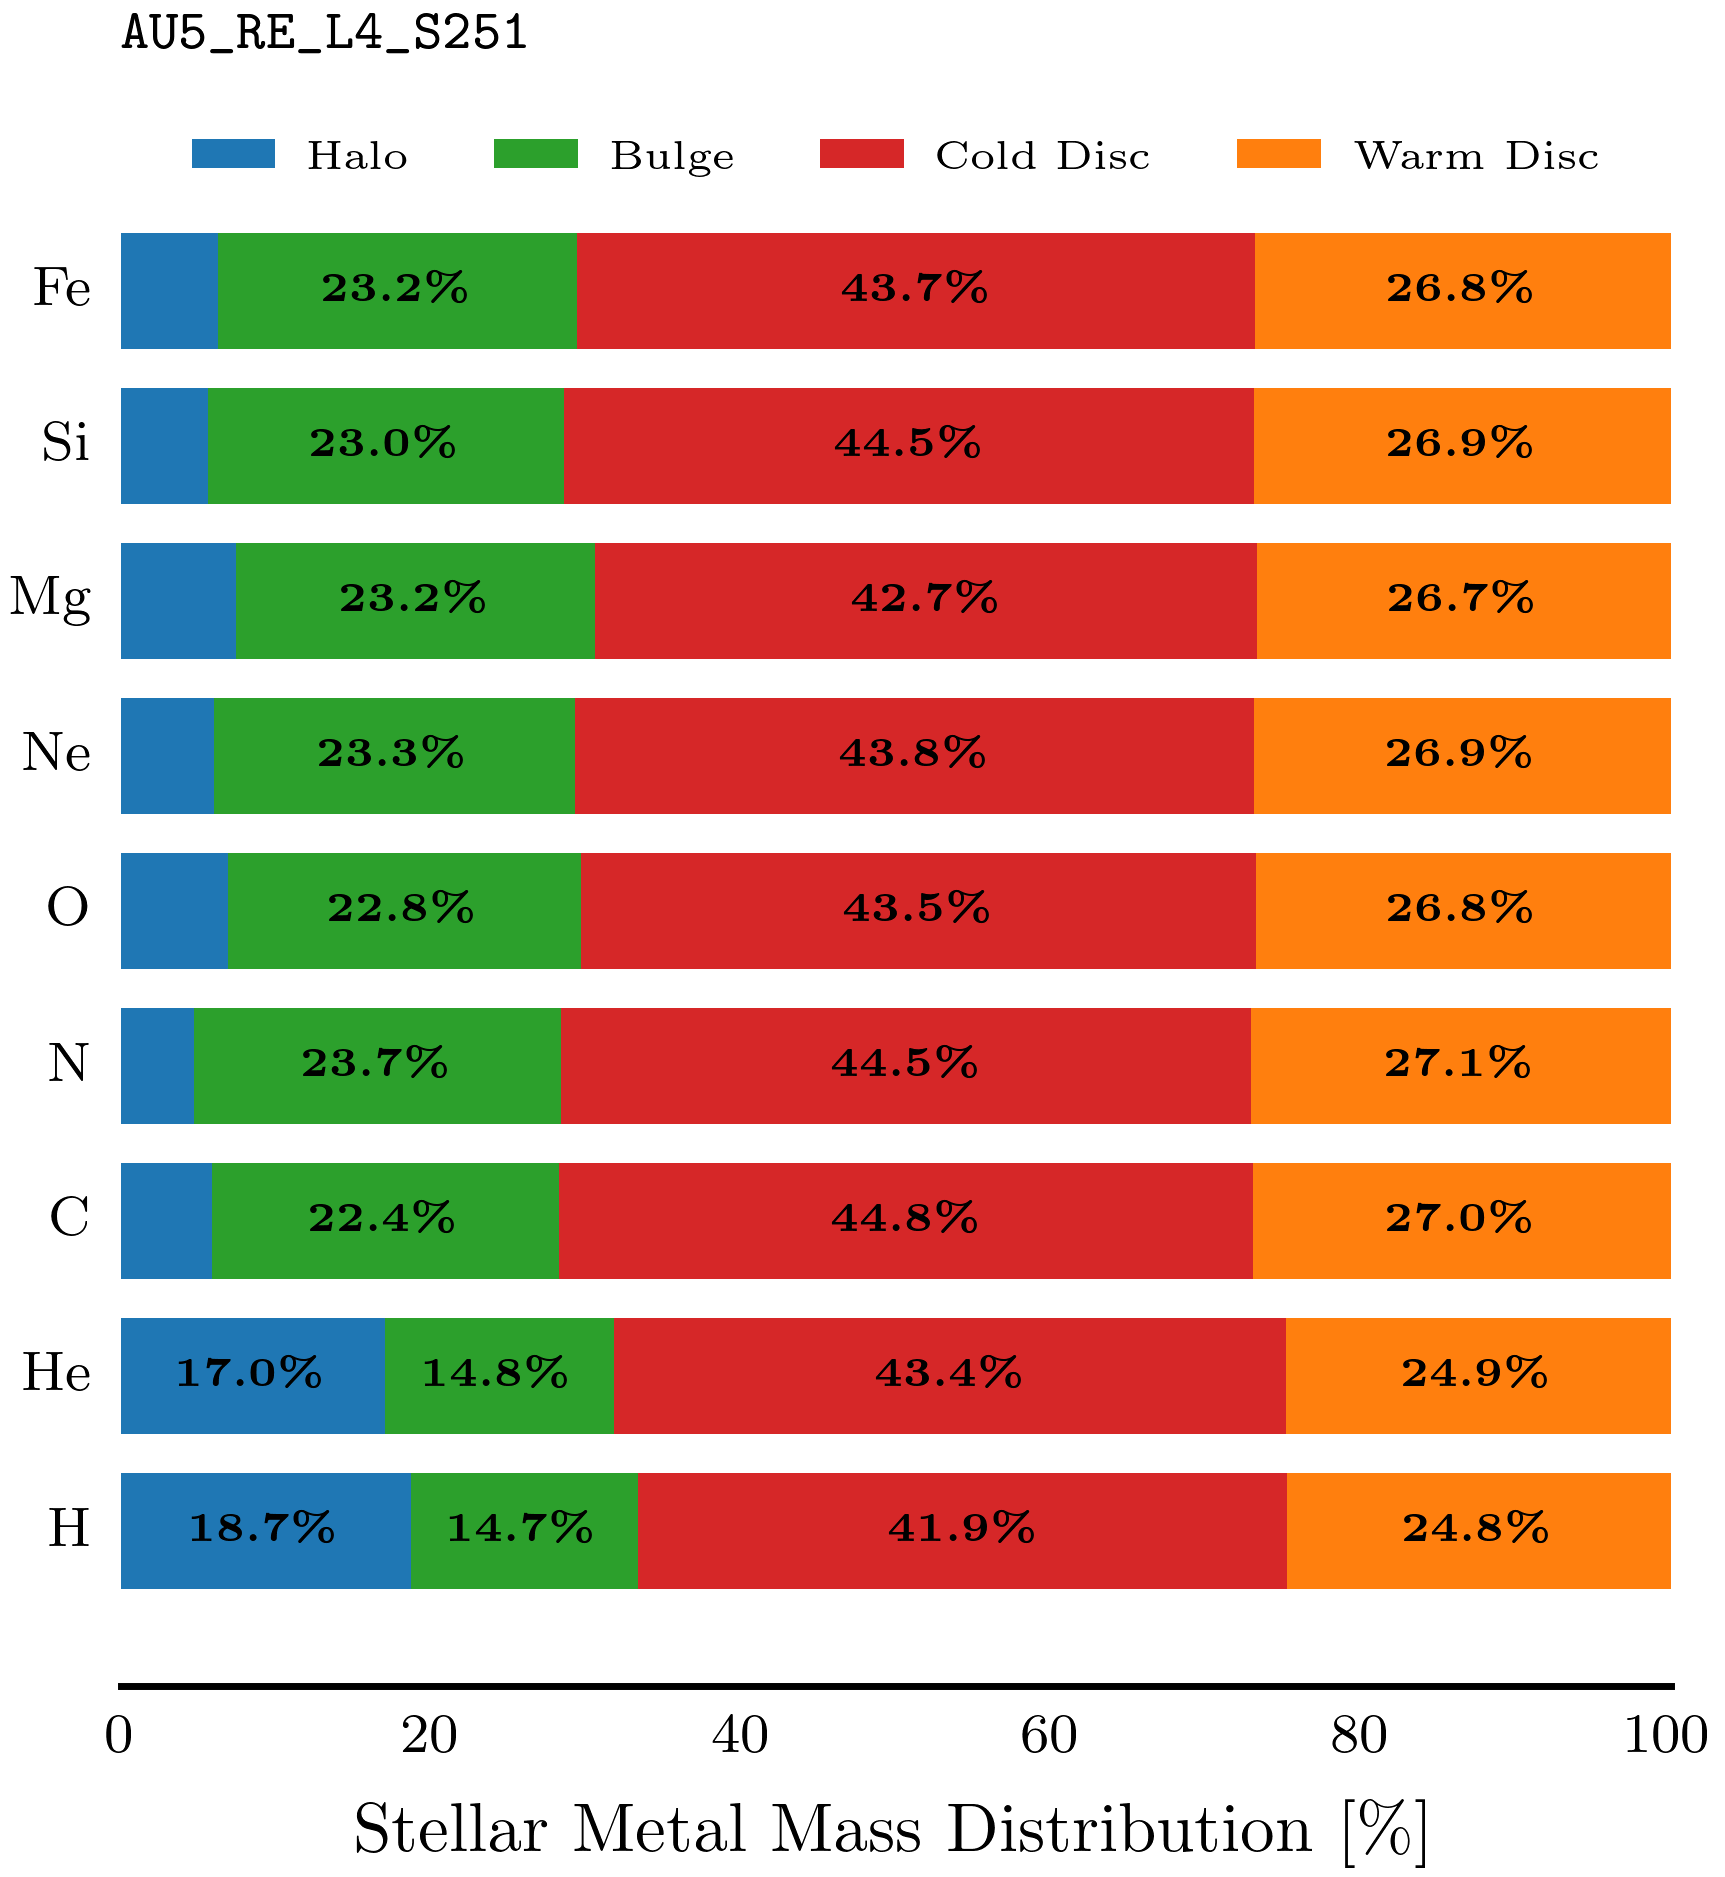 AU5_RE_L4_S251
Halo Bulge Cold Disc Warm Disc
Fe 23.2% 43.7% 26.8%
Si 23.0% 44.5% 26.9%
Mg 23.2% 42.7% 26.7%
Ne 23.3% 43.8% 26.9%
O 22.8% 43.5% 26.8%
N 23.7% 44.5% 27.1%
C 22.4% 44.8% 27.0%
He 17.0% 14.8% 43.4% 24.9%
H 18.7% 14.7% 41.9% 24.8%
0 20 40 60 80 100
Stellar Metal Mass Distribution [%]